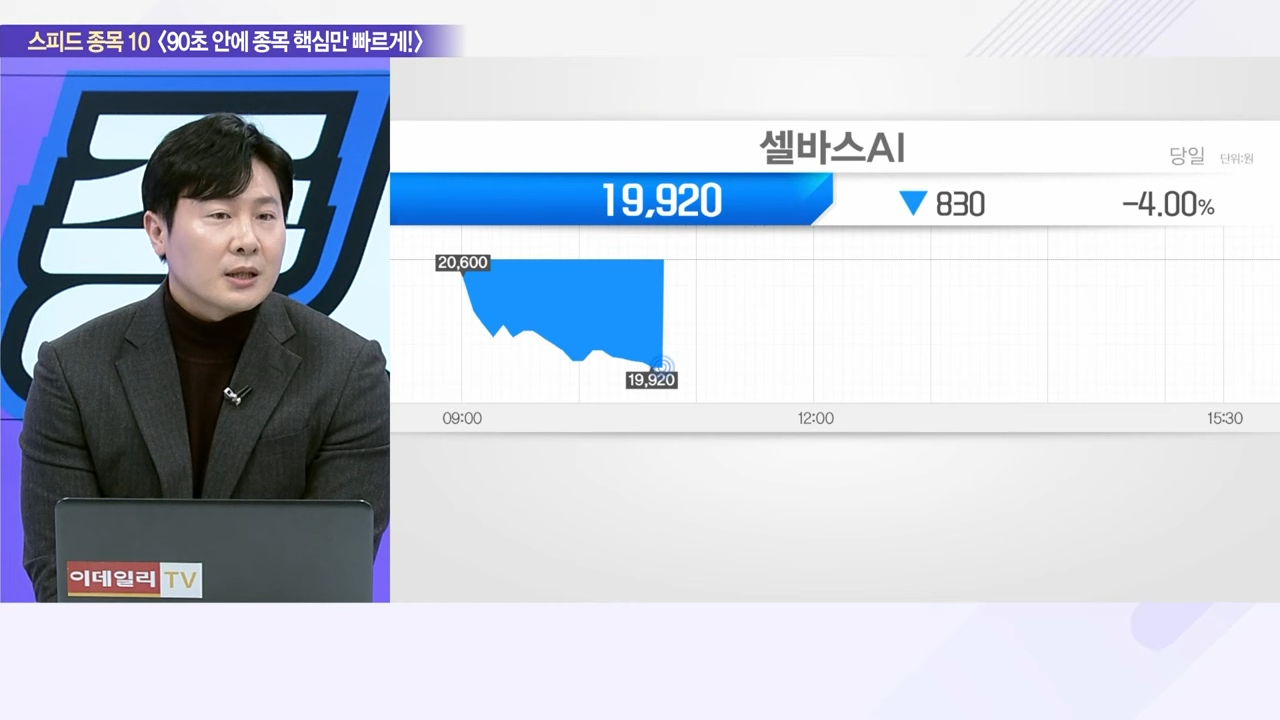 스피드 종목 10 〈90초 안에 종목 핵심만 빠르게!〉
셀바스AI
당일 단위:원
19,920 ▼ 830 -4.00%
20,600
19,920
09:00 12:00 15:30
이데일리 TV